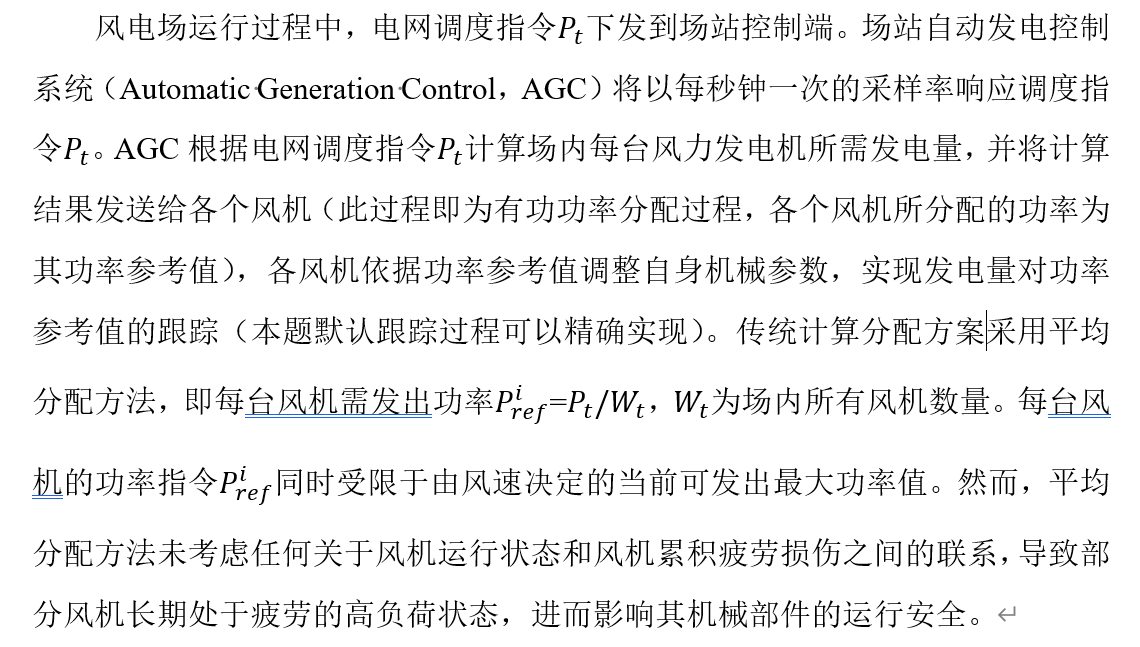 风电场运行过程中，电网调度指令Pₜ下发到场站控制端。场站自动发电控制
系统（Automatic Generation Control，AGC）将以每秒钟一次的采样率响应调度指
令Pₜ。AGC 根据电网调度指令Pₜ计算场内每台风力发电机所需发电量，并将计算
结果发送给各个风机（此过程即为有功功率分配过程，各个风机所分配的功率为
其功率参考值），各风机依据功率参考值调整自身机械参数，实现发电量对功率
参考值的跟踪（本题默认跟踪过程可以精确实现）。传统计算分配方案采用平均
分配方法，即每台风机需发出功率P_{ref}^{i}=Pₜ/Wₜ，Wₜ为场内所有风机数量。每台风
机的功率指令P_{ref}^{i}同时受限于由风速决定的当前可发出最大功率值。然而，平均
分配方法未考虑任何关于风机运行状态和风机累积疲劳损伤之间的联系，导致部
分风机长期处于疲劳的高负荷状态，进而影响其机械部件的运行安全。